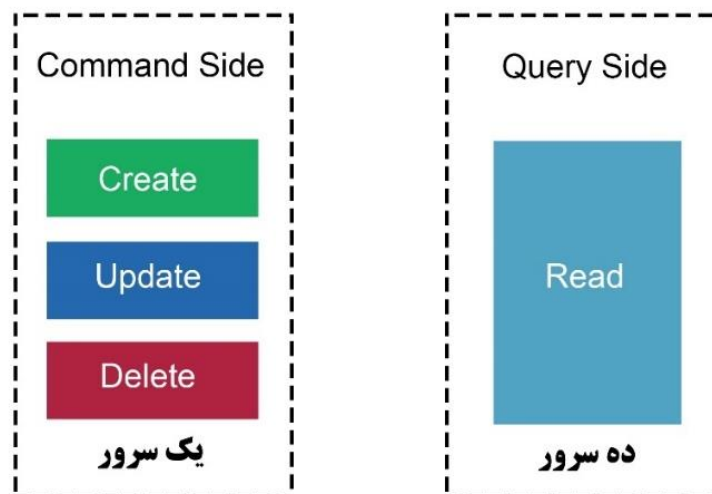 Command Side
Create
Update
Delete
یک سرور
Query Side
Read
ده سرور